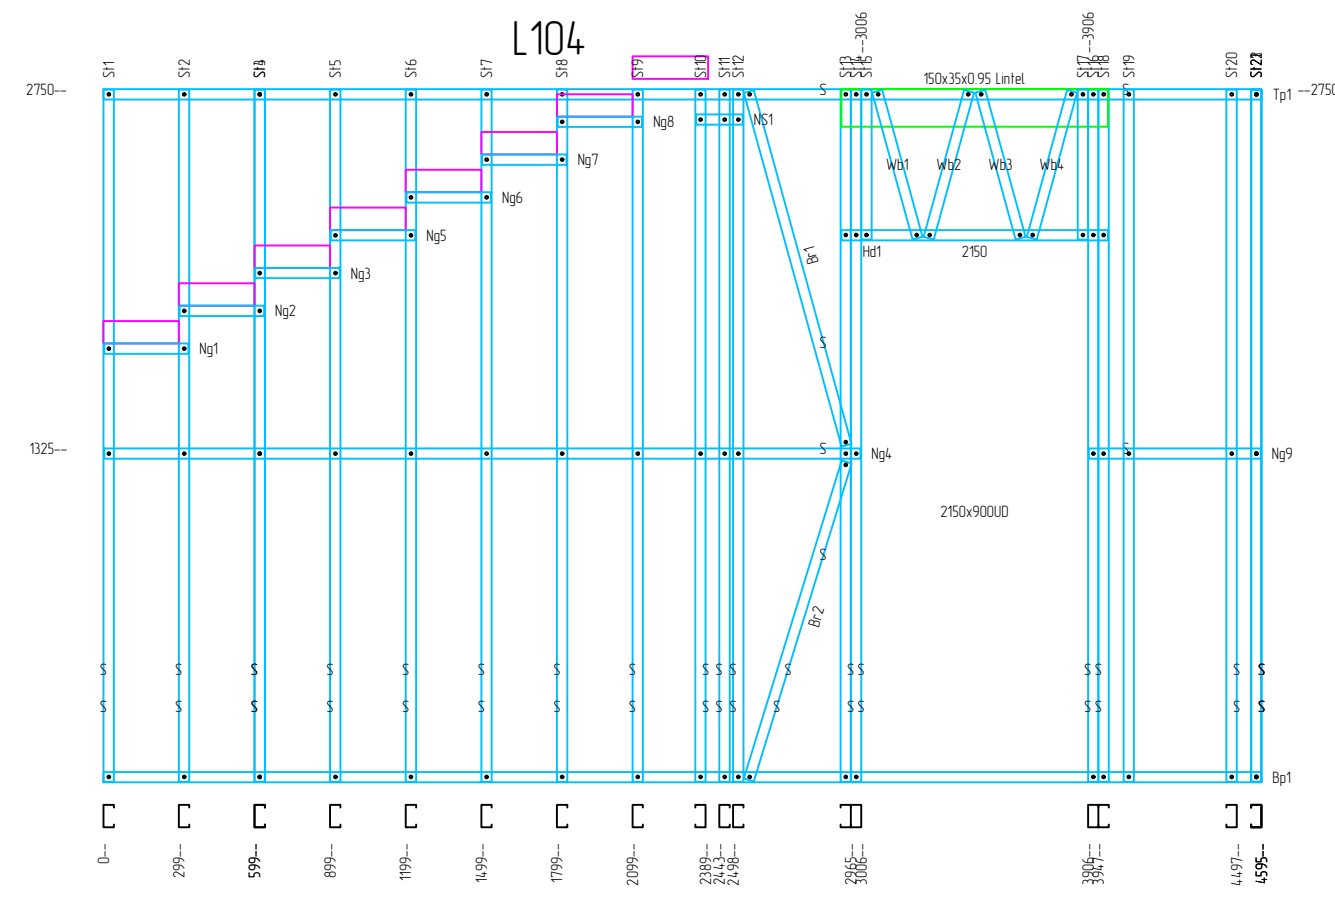 L104
St1
St2
St5
St6
St7
St8
St9
St10
St11
St12
St13
St15
--3006
St17
--3906
St18
St19
St20
2750--
150x35x0.95 Lintel
S
S
Tp1
--2750
Ng8
NS1
Ng7
Wb1
Wb2
Wb3
Wb4
Ng6
Ng5
Hd1
2150
Br1
Ng3
Ng2
Ng1
S
1325--
S
Ng4
S
Ng9
2150x900UD
S
Br2
S S S S S S S S S S S S S S S S S S
S S S S S S S S S S S S S S S S S S
Bp1
0--
299--
599--
899--
1199--
1499--
1799--
2099--
2389--
2443--
2498--
2965--
3006--
3906--
3947--
4497--
4595--